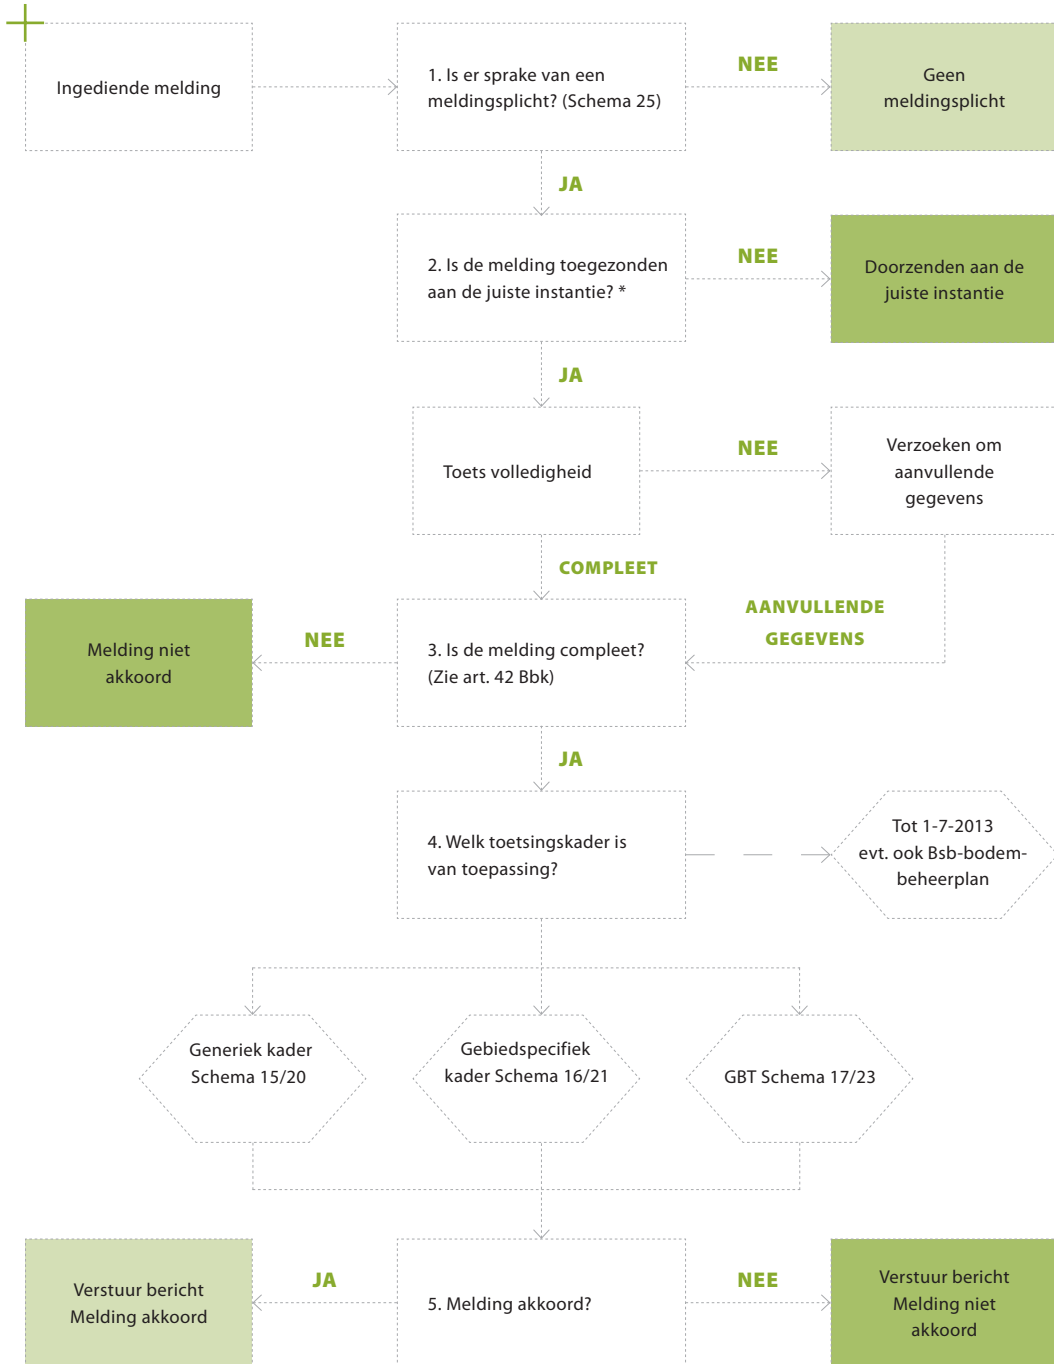 Ingediende melding
1. Is er sprake van een
meldingsplicht? (Schema 25)
NEE
Geen
meldingsplicht
JA
2. Is de melding toegezonden
aan de juiste instantie? *
NEE
Doorzenden aan de
juiste instantie
JA
Toets volledigheid
NEE
Verzoeken om
aanvullende
gegevens
COMPLEET
AANVULLENDE
GEGEVENS
Melding niet
akkoord
NEE
3. Is de melding compleet?
(Zie art. 42 Bbk)
JA
4. Welk toetsingskader is
van toepassing?
Tot 1-7-2013
evt. ook Bsb-bodem-
beheerplan
Generiek kader
Schema 15/20
Gebiedspecifiek
kader Schema 16/21
GBT Schema 17/23
Verstuur bericht
Melding akkoord
JA
5. Melding akkoord?
NEE
Verstuur bericht
Melding niet
akkoord